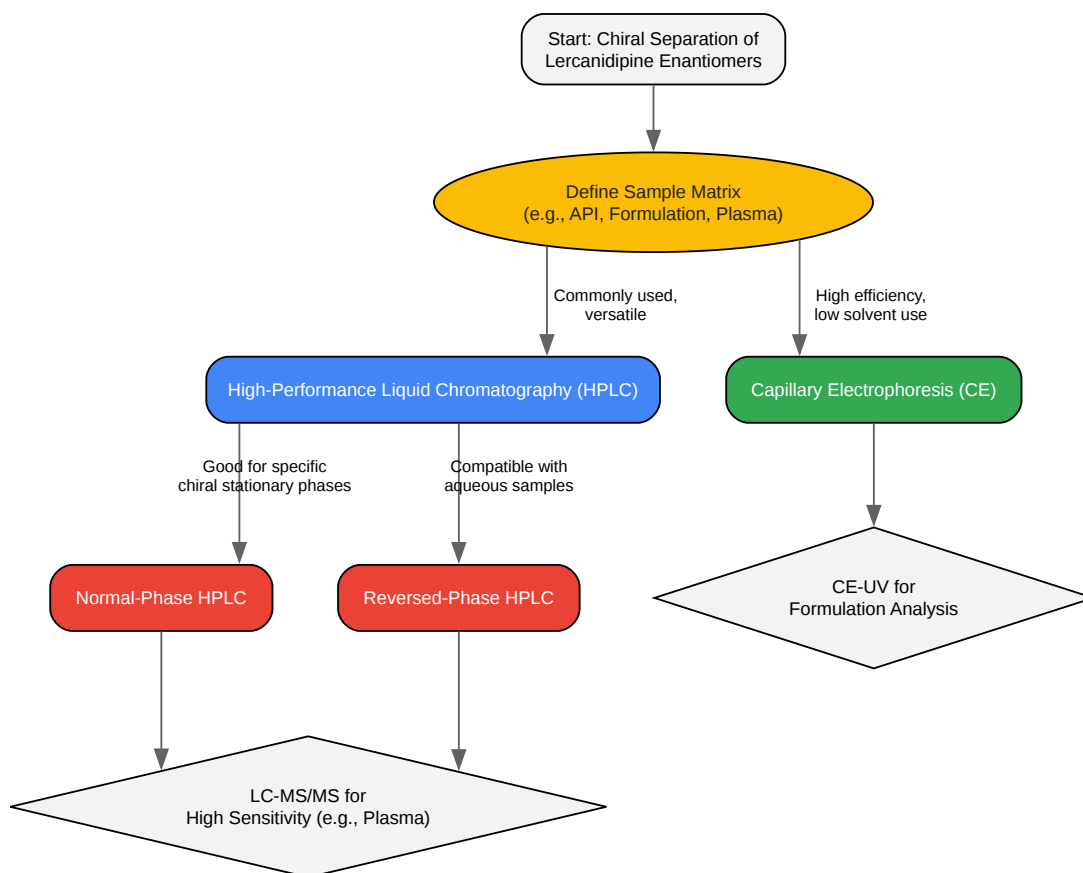 Start: Chiral Separation of
Lercanidipine Enantiomers
Define Sample Matrix
(e.g., API, Formulation, Plasma)
Commonly used,
versatile
High efficiency,
low solvent use
High-Performance Liquid Chromatography (HPLC)
Capillary Electrophoresis (CE)
Good for specific
chiral stationary phases
Compatible with
aqueous samples
Normal-Phase HPLC
Reversed-Phase HPLC
CE-UV for
Formulation Analysis
LC-MS/MS for
High Sensitivity (e.g., Plasma)